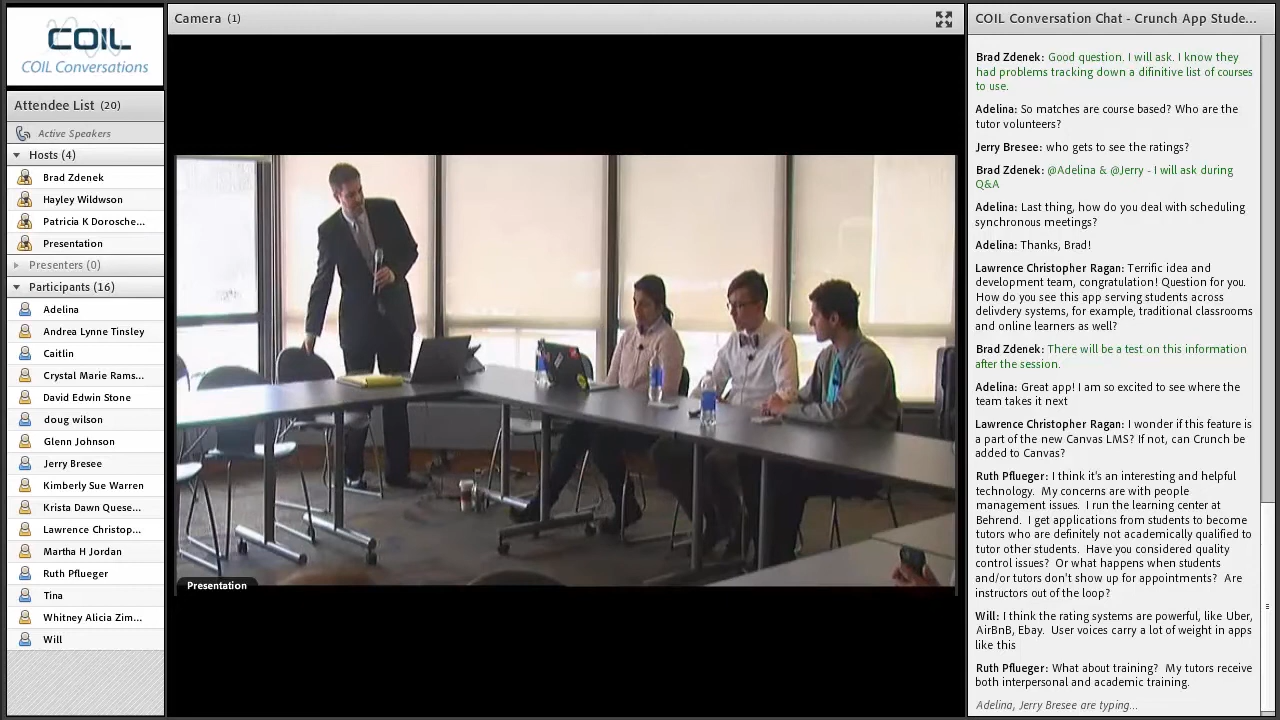 COIL
COIL Conversations
Attendee List (20)
Active Speakers
Hosts (4)
Brad Zdenek
Hayley Wildwson
Patricia K Dorosche...
Presentation
Presenters (0)
Participants (16)
Adelina
Andrea Lynne Tinsley
Caitlin
Crystal Marie Rams...
David Edwin Stone
doug wilson
Glenn Johnson
Jerry Bresee
Kimberly Sue Warren
Krista Dawn Quese...
Lawrence Christop...
Martha H Jordan
Ruth Pflueger
Tina
Whitney Alicia Zim...
Will
Camera (1)
Presentation
COIL Conversation Chat - Crunch App Stude...
Brad Zdenek: Good question. I will ask. I know they
had problems tracking down a difinitive list of courses
to use.
Adelina: So matches are course based? Who are the
tutor volunteers?
Jerry Bresee: who gets to see the ratings?
Brad Zdenek: @Adelina & @Jerry - I will ask during
Q&A
Adelina: Last thing, how do you deal with scheduling
synchronous meetings?
Adelina: Thanks, Brad!
Lawrence Christopher Ragan: Terrific idea and
development team, congratulation! Question for you.
How do you see this app serving students across
delivdery systems, for example, traditional classrooms
and online learners as well?
Brad Zdenek: There will be a test on this information
after the session.
Adelina: Great app! I am so excited to see where the
team takes it next
Lawrence Christopher Ragan: I wonder if this feature is
a part of the new Canvas LMS? If not, can Crunch be
added to Canvas?
Ruth Pflueger: I think it's an interesting and helpful
technology. My concerns are with people
management issues. I run the learning center at
Behrend. I get applications from students to become
tutors who are definitely not academically qualified to
tutor other students. Have you considered quality
control issues? Or what happens when students
and/or tutors don't show up for appointments? Are
instructors out of the loop?
Will: I think the rating systems are powerful, like Uber,
AirBnB, Ebay. User voices carry a lot of weight in apps
like this
Ruth Pflueger: What about training? My tutors receive
both interpersonal and academic training.
Adelina, Jerry Bresee are typing...